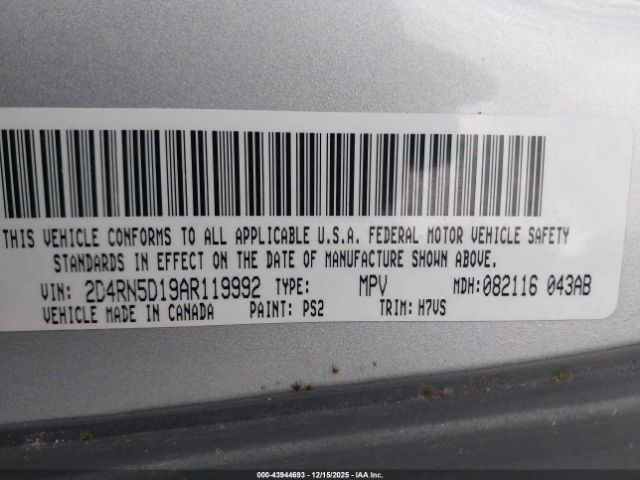 THIS VEHICLE CONFORMS TO ALL APPLICABLE U.S.A. FEDERAL MOTOR VEHICLE SAFETY
STANDARDS IN EFFECT ON THE DATE OF MANUFACTURE SHOWN ABOVE.
VIN: 2D4RN5D19AR119992 TYPE: MPV MDH:082116 043AB
VEHICLE MADE IN CANADA PAINT: PS2 TRIM: H7VS
000-43944693 - 12/15/2025 - IAA Inc.